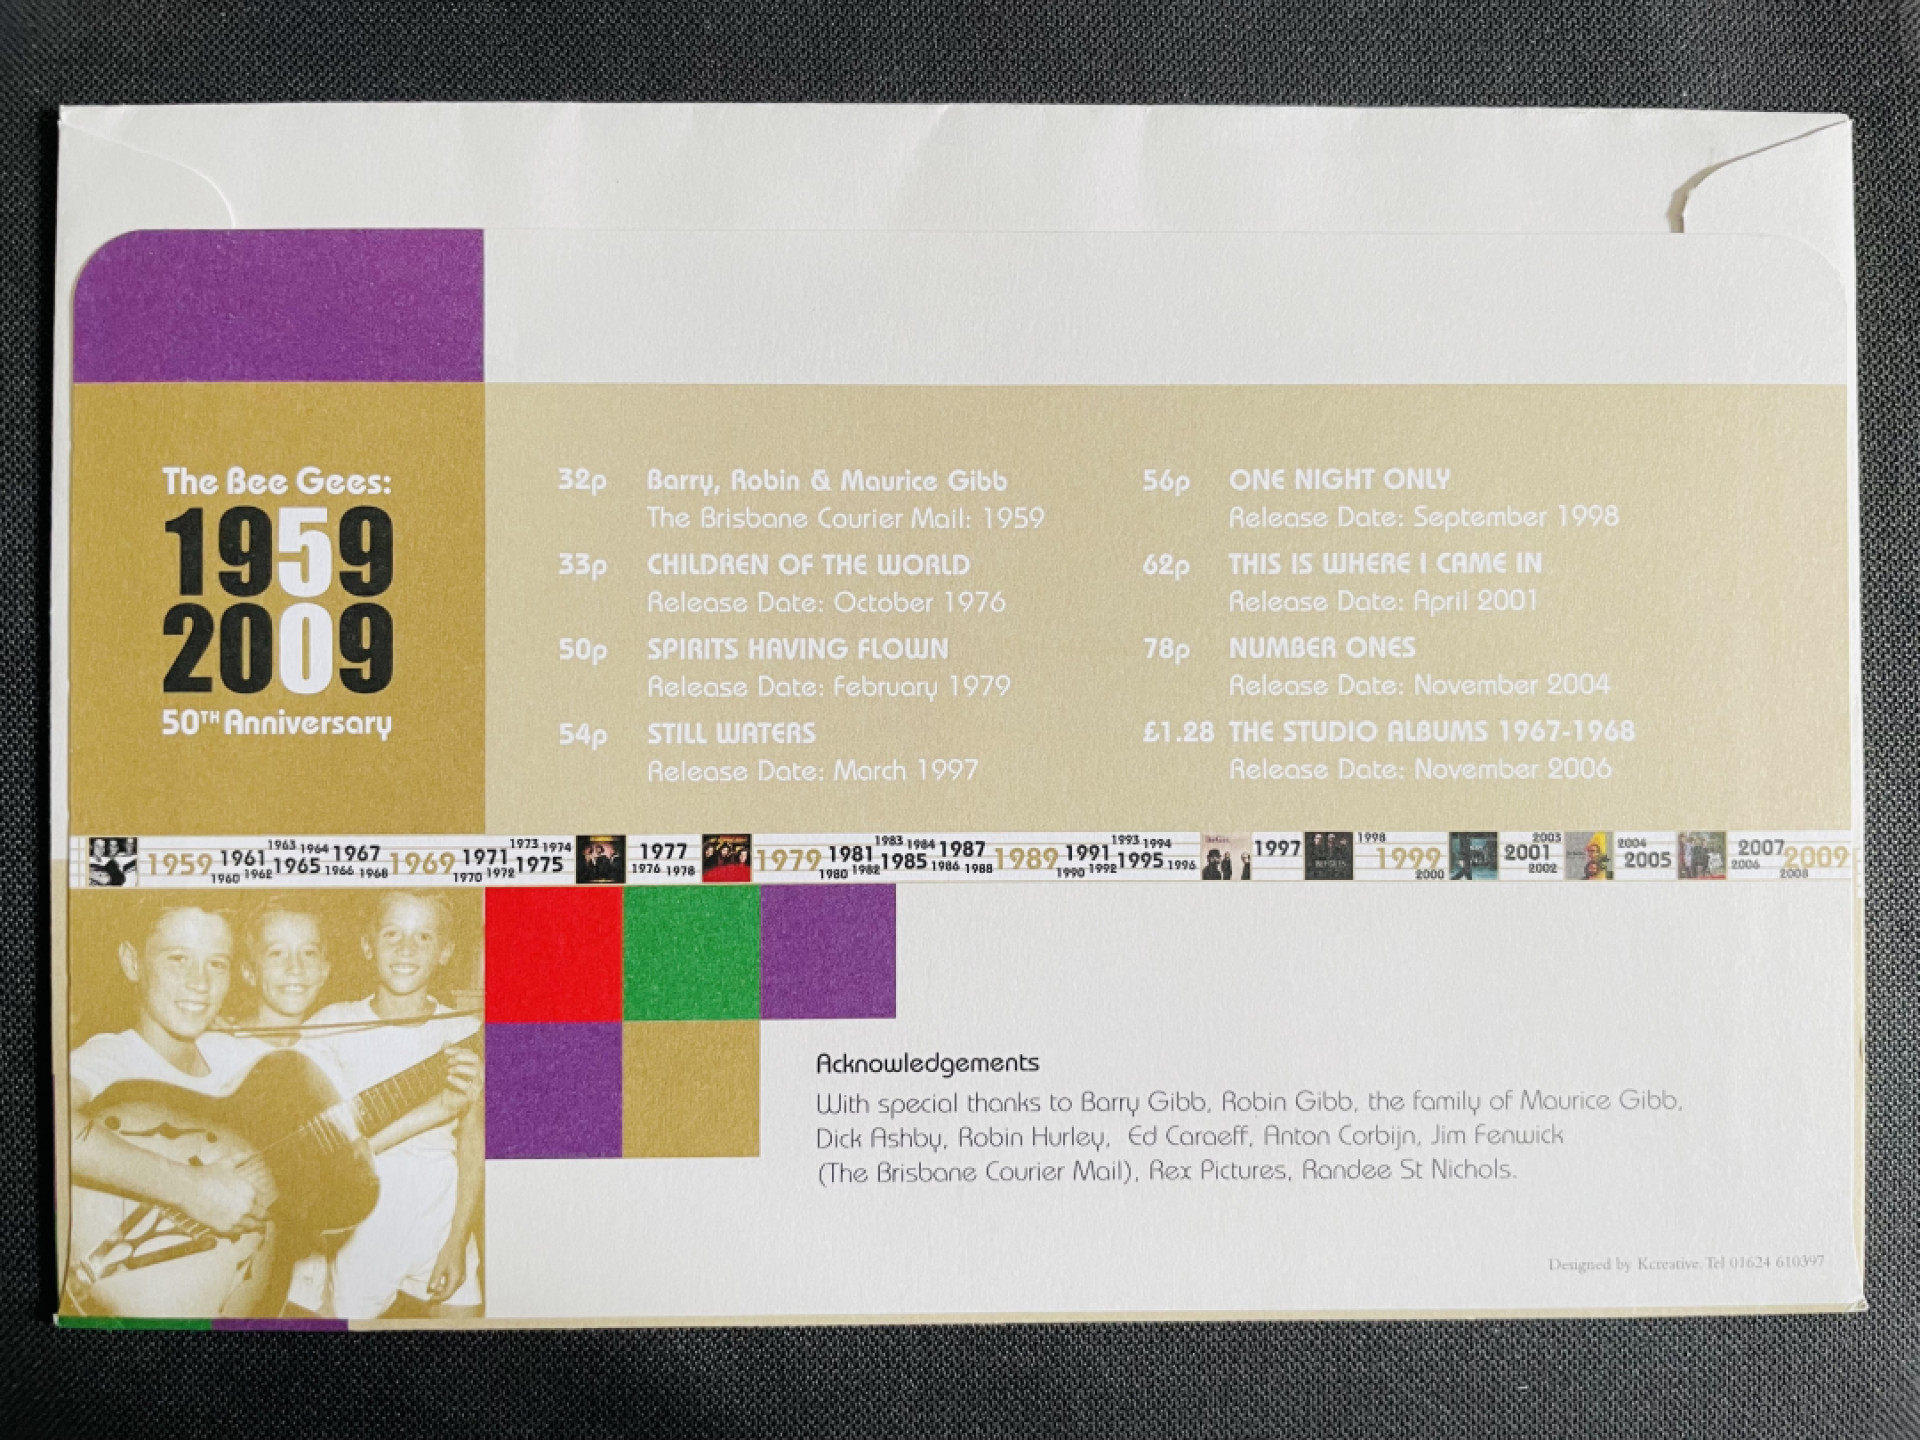 The Bee Gees:
1959
2009
50TH Anniversary
32p Barry, Robin & Maurice Gibb
The Brisbane Courier Mail: 1959
33p CHILDREN OF THE WORLD
Release Date: October 1976
50p SPIRITS HAVING FLOWN
Release Date: February 1979
54p STILL WATERS
Release Date: March 1997
56p ONE NIGHT ONLY
Release Date: September 1998
62p THIS IS WHERE I CAME IN
Release Date: April 2001
78p NUMBER ONES
Release Date: November 2004
£1.28 THE STUDIO ALBUMS 1967-1968
Release Date: November 2006
1959 1960 1961 1962 1963 1964 1965 1966 1967 1968 1969 1970 1971 1972 1973 1974 1975 1977 1976 1978 1979 1980 1981 1982 1983 1984 1985 1986 1987 1988 1989 1990 1991 1992 1993 1994 1995 1996 1997 1998 1999 2000 2001 2003 2002 2004 2005 2007 2006 2008 2009
Acknowledgements
With special thanks to Barry Gibb, Robin Gibb, the family of Maurice Gibb,
Dick Ashby, Robin Hurley, Ed Caraeff, Anton Corbijn, Jim Fenwick
(The Brisbane Courier Mail), Rex Pictures, Randee St Nichols.
Designed by Kcreative. Tel 01624 610397